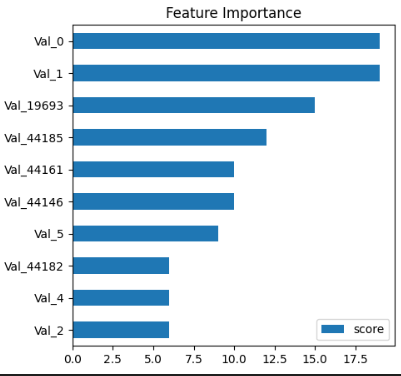 Feature Importance
Val_0
Val_1
Val_19693
Val_44185
Val_44161
Val_44146
Val_5
Val_44182
Val_4
Val_2
score
0.0 2.5 5.0 7.5 10.0 12.5 15.0 17.5